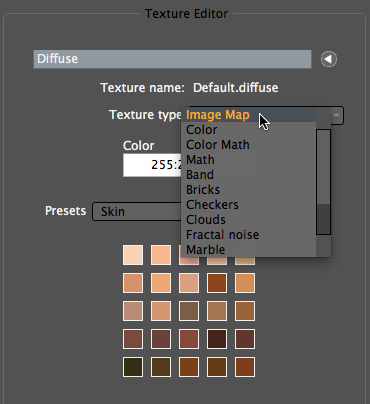 Texture Editor
Diffuse
Texture name: Default.diffuse
Texture type
Image Map
Color
Color Math
Math
Band
Bricks
Checkers
Clouds
Fractal noise
Marble
Color
255:2
Presets
Skin